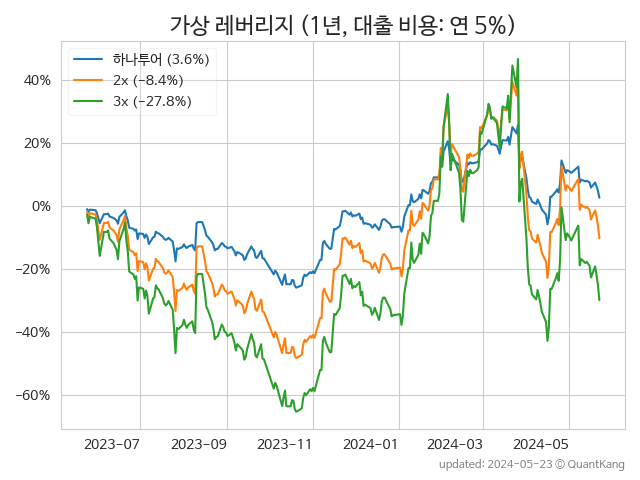 가상 레버리지 (1년, 대출 비용: 연 5%)
하나투어 (3.6%)
2x (−8.4%)
3x (−27.8%)
40%
20%
0%
−20%
−40%
−60%
2023-07 2023-09 2023-11 2024-01 2024-03 2024-05
updated: 2024-05-23 © QuantKang